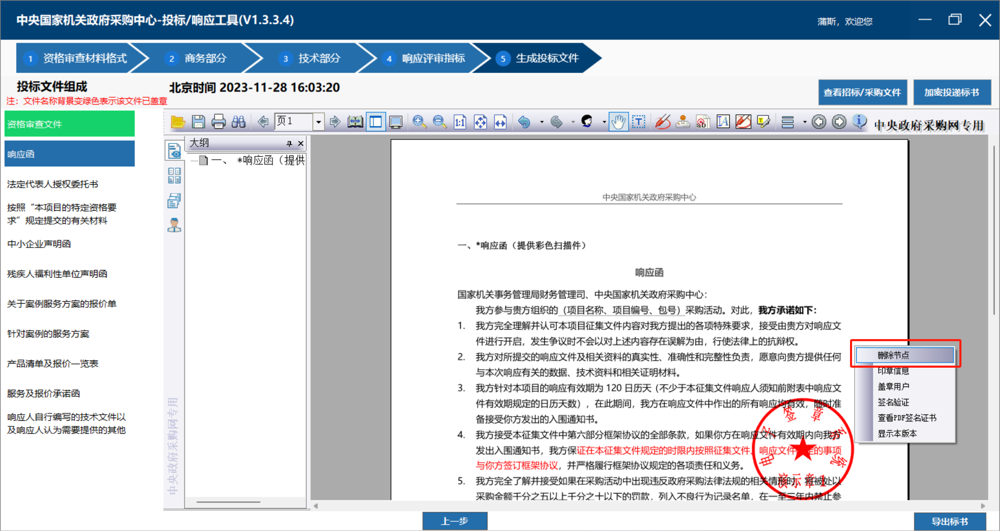 中央国家机关政府采购中心-投标/响应工具(V1.3.3.4)
蒲斯，欢迎您
1 资格审查材料格式
2 商务部分
3 技术部分
4 响应评审指标
5 生成投标文件
投标文件组成
注：文件名称背景变绿色表示该文件已盖章
北京时间 2023-11-28 16:03:20
查看招标/采购文件
加密投递标书
页1
1:1
中央政府采购网专用
资格审查文件
响应函
法定代表人授权委托书
按照“本项目的特定资格要
求”规定提交的有关材料
中小企业声明函
残疾人福利性单位声明函
关于案例服务方案的报价单
针对案例的服务方案
产品清单及报价一览表
服务及报价承诺函
响应人自行编写的技术文件以
及响应人认为需要提供的其他
中央政府采购网专用
大纲
一、 *响应函（提供
中央国家机关政府采购中心
一、*响应函（提供彩色扫描件）
响应函
国家机关事务管理局财务管理司、中央国家机关政府采购中心：
我方参与贵方组织的（项目名称、项目编号、包号）采购活动。对此，我方承诺如下：
1. 我方完全理解并认可本项目征集文件内容对我方提出的各项特殊要求，接受由贵方对响应文
件进行开启，发生争议时不会以对上述内容存在误解为由，行使法律上的抗辩权。
2. 我方对所提交的响应文件及相关资料的真实性、准确性和完整性负责，愿意向贵方提供任何
与本次响应有关的数据、技术资料和相关证明材料。
3. 我方针对本项目的响应有效期为 120 日历天（不少于本征集文件响应人须知前附表中响应文
件有效期规定的日历天数），在此期间，我方在响应文件中作出的所有响应均有效，随时准
备接受你方发出的入围通知书。
4. 我方接受本征集文件中第六部分框架协议的全部条款，如果你方在响应文件有效期内向我方
发出入围通知书，我方保证在本征集文件规定的时限内按照征集文件、响应文件 定的事项
与你方签订框架协议，并严格履行框架协议规定的各项责任和义务。
5. 我方完全了解并接受如果在采购活动中出现违反政府采购法律法规的相关情形时，将被处以
采购金额千分之五以上千分之十以下的罚款，列入不良行为记录名单，在一至三年内禁止参
电子签章系统
演示章1
删除节点
印章信息
盖章用户
签名验证
查看PDF签名证书
显示本版本
上一步
导出标书